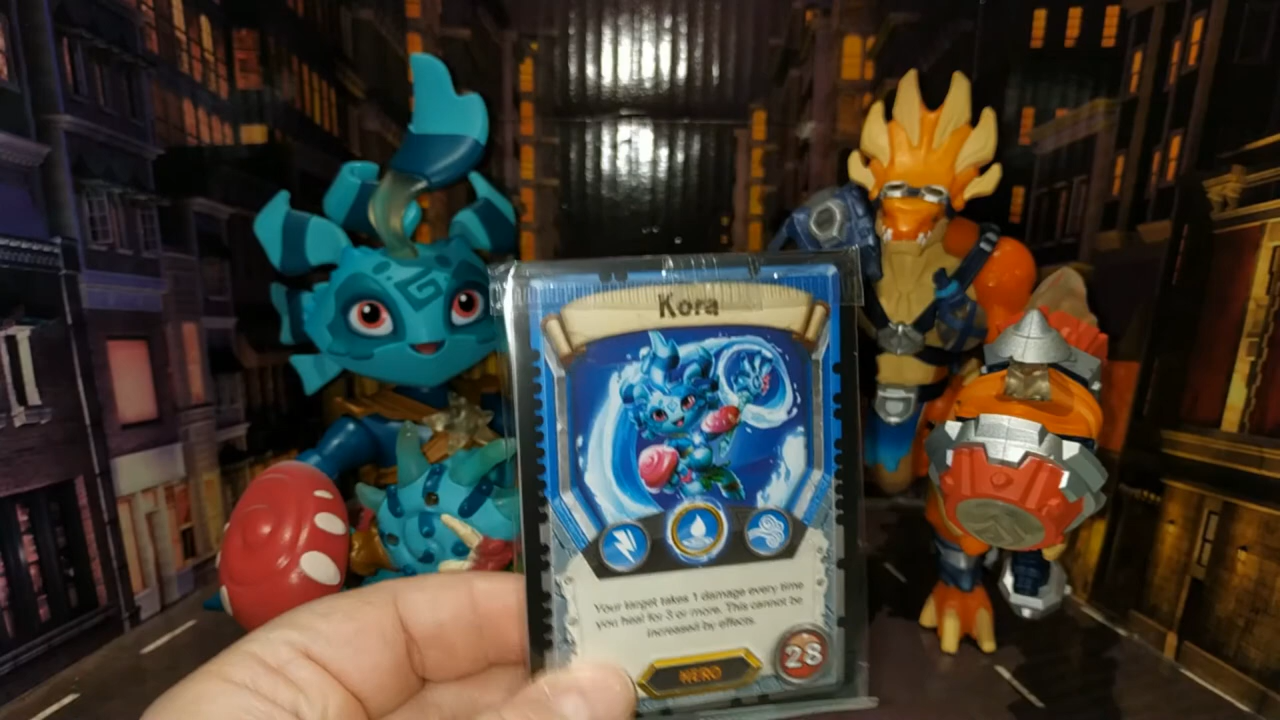 Kora
Your target takes 1 damage every time
you heal for 3 or more. This cannot be
increased by effects.
HERO
28